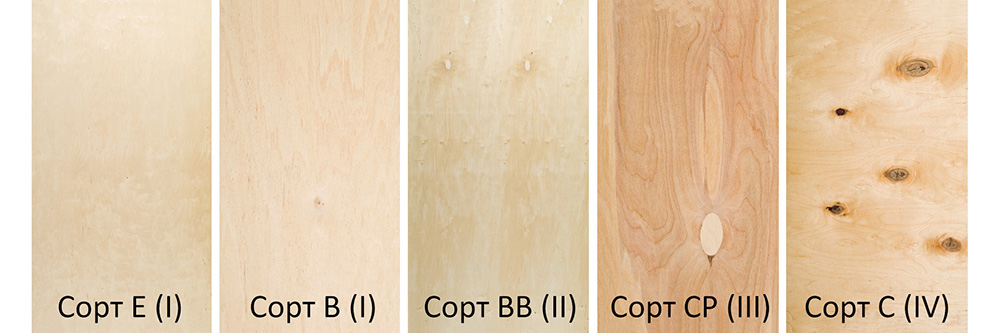 Сорт E (I)
Сорт B (I)
Сорт BB (II)
Сорт CP (III)
Сорт C (IV)